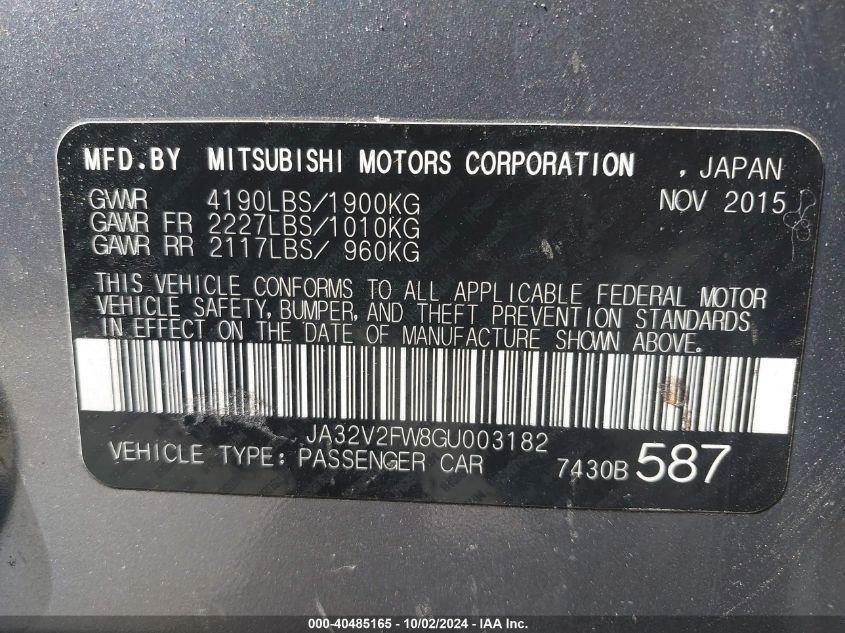 MFD.BY MITSUBISHI MOTORS CORPORATION , JAPAN
GVWR 4190LBS/1900KG NOV 2015
GAWR FR 2227LBS/1010KG
GAWR RR 2117LBS/ 960KG
THIS VEHICLE CONFORMS TO ALL APPLICABLE FEDERAL MOTOR
VEHICLE SAFETY, BUMPER, AND THEFT PREVENTION STANDARDS
IN EFFECT ON THE DATE OF MANUFACTURE SHOWN ABOVE.
JA32V2FW8GU003182
VEHICLE TYPE: PASSENGER CAR 7430B 587
000-40485165 - 10/02/2024 - IAA Inc.